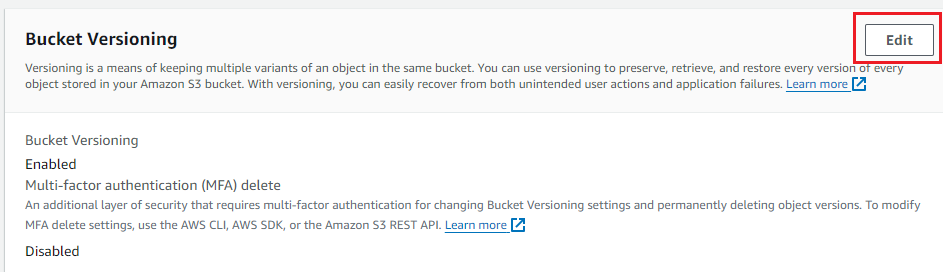 Bucket Versioning
Edit
Versioning is a means of keeping multiple variants of an object in the same bucket. You can use versioning to preserve, retrieve, and restore every version of every
object stored in your Amazon S3 bucket. With versioning, you can easily recover from both unintended user actions and application failures. Learn more
Bucket Versioning
Enabled
Multi-factor authentication (MFA) delete
An additional layer of security that requires multi-factor authentication for changing Bucket Versioning settings and permanently deleting object versions. To modify
MFA delete settings, use the AWS CLI, AWS SDK, or the Amazon S3 REST API. Learn more
Disabled